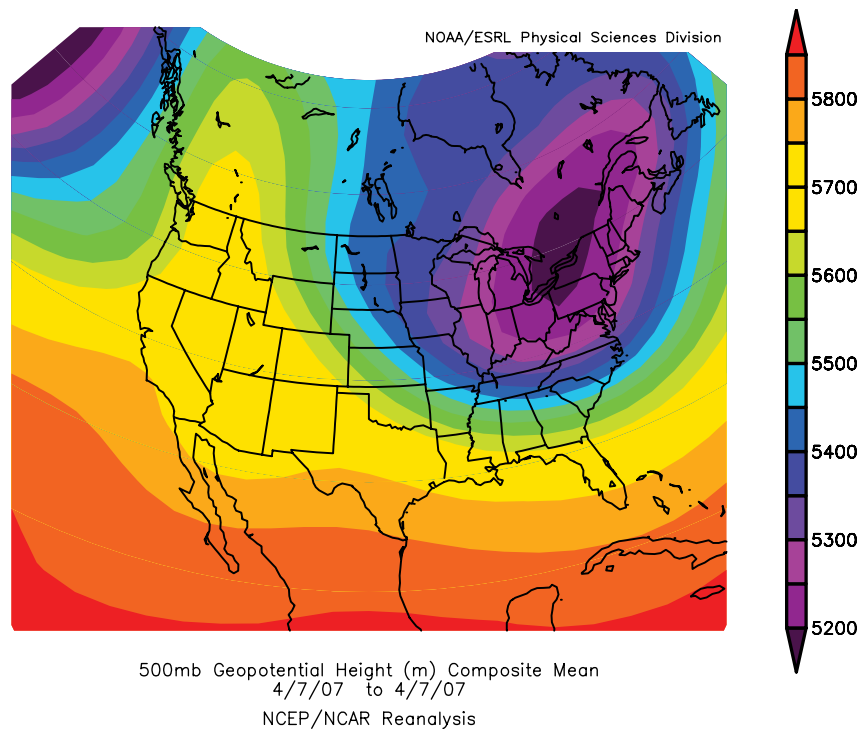 NOAA/ESRL Physical Sciences Division
5800
5700
5600
5500
5400
5300
5200
500mb Geopotential Height (m) Composite Mean
4/7/07 to 4/7/07
NCEP/NCAR Reanalysis